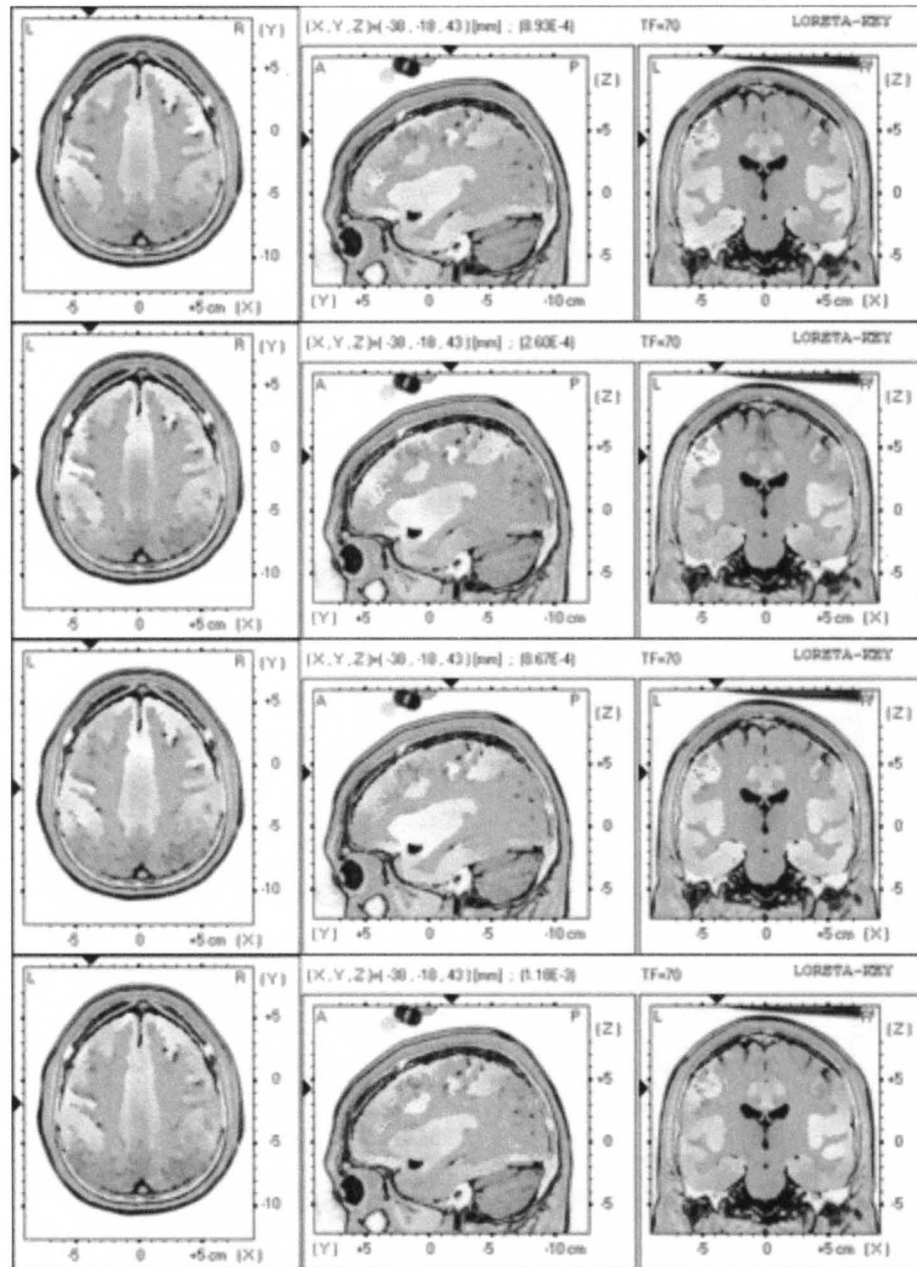 (X, Y, Z)=(-38, -18, 43)[mm] ; (8.93E-4) TF=70 LORETA-KEY
L R (Y) A P (Z) L R (Z)
+5 +5 +5
0 0 0
-5 -5 -5
-10
-5 0 +5 cm (X) (Y) +5 0 -5 -10 cm -5 0 +5 cm (X)
(X, Y, Z)=(-38, -18, 43)[mm] ; (2.60E-4) TF=70 LORETA-KEY
L R (Y) A P (Z) L R (Z)
+5 +5 +5
0 0 0
-5 -5 -5
-10
-5 0 +5 cm (X) (Y) +5 0 -5 -10 cm -5 0 +5 cm (X)
(X, Y, Z)=(-38, -18, 43)[mm] ; (8.67E-4) TF=70 LORETA-KEY
L R (Y) A P (Z) L R (Z)
+5 +5 +5
0 0 0
-5 -5 -5
-10
-5 0 +5 cm (X) (Y) +5 0 -5 -10 cm -5 0 +5 cm (X)
(X, Y, Z)=(-38, -18, 43)[mm] ; (1.18E-3) TF=70 LORETA-KEY
L R (Y) A P (Z) L R (Z)
+5 +5 +5
0 0 0
-5 -5 -5
-10
-5 0 +5 cm (X) (Y) +5 0 -5 -10 cm -5 0 +5 cm (X)